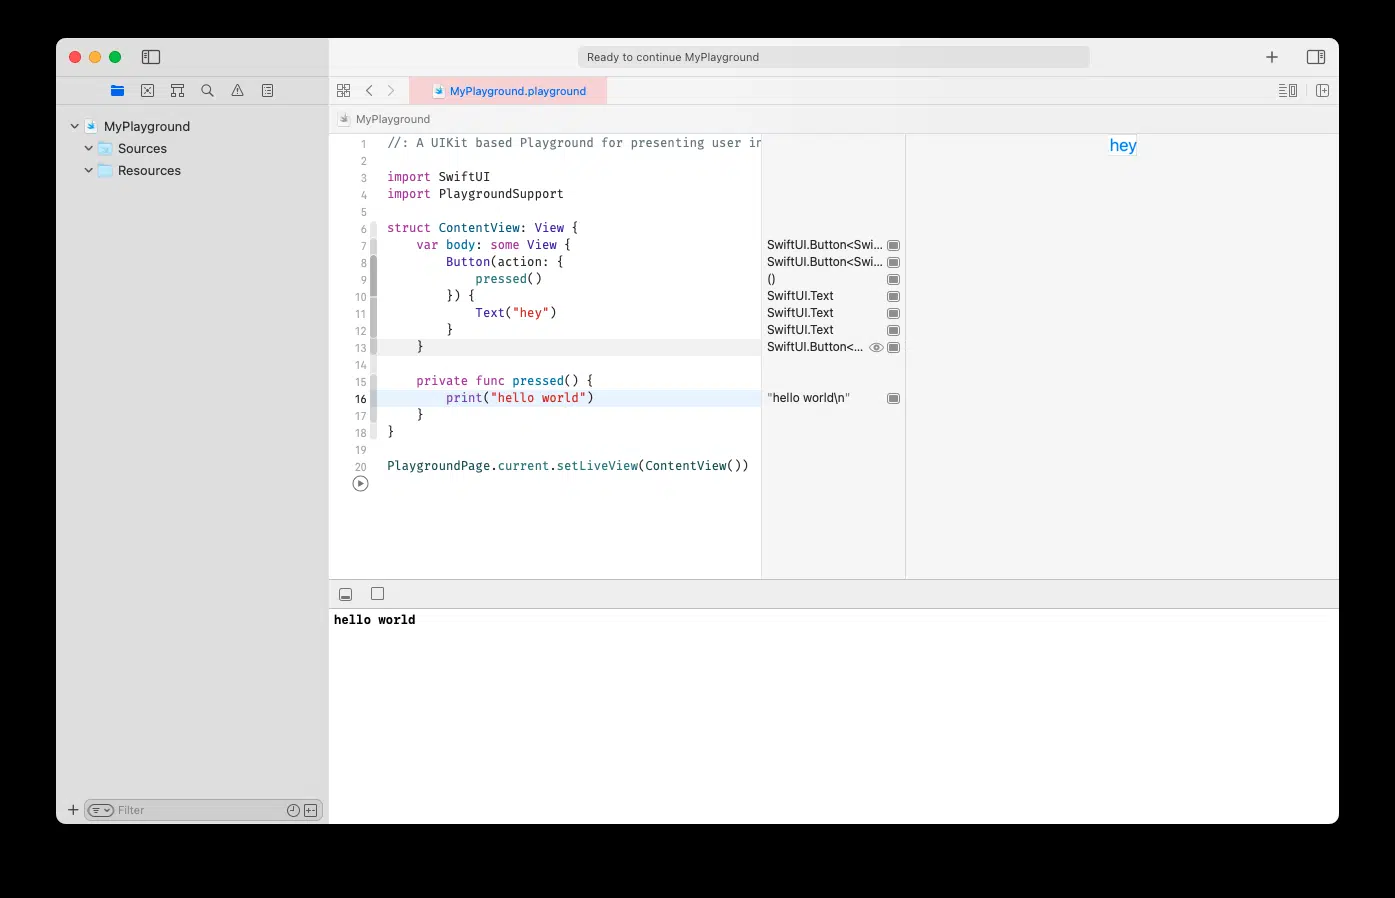 Ready to continue MyPlayground
MyPlayground.playground
MyPlayground
MyPlayground
Sources
Resources
1 //: A UIKit based Playground for presenting user in
2
3 import SwiftUI
4 import PlaygroundSupport
5
6 struct ContentView: View {
7 var body: some View {
8 Button(action: {
9 pressed()
10 }) {
11 Text("hey")
12 }
13 }
14
15 private func pressed() {
16 print("hello world")
17 }
18 }
19
20 PlaygroundPage.current.setLiveView(ContentView())
SwiftUI.Button<Swi...
SwiftUI.Button<Swi...
()
SwiftUI.Text
SwiftUI.Text
SwiftUI.Text
SwiftUI.Button<...
"hello world\n"
hey
hello world
Filter